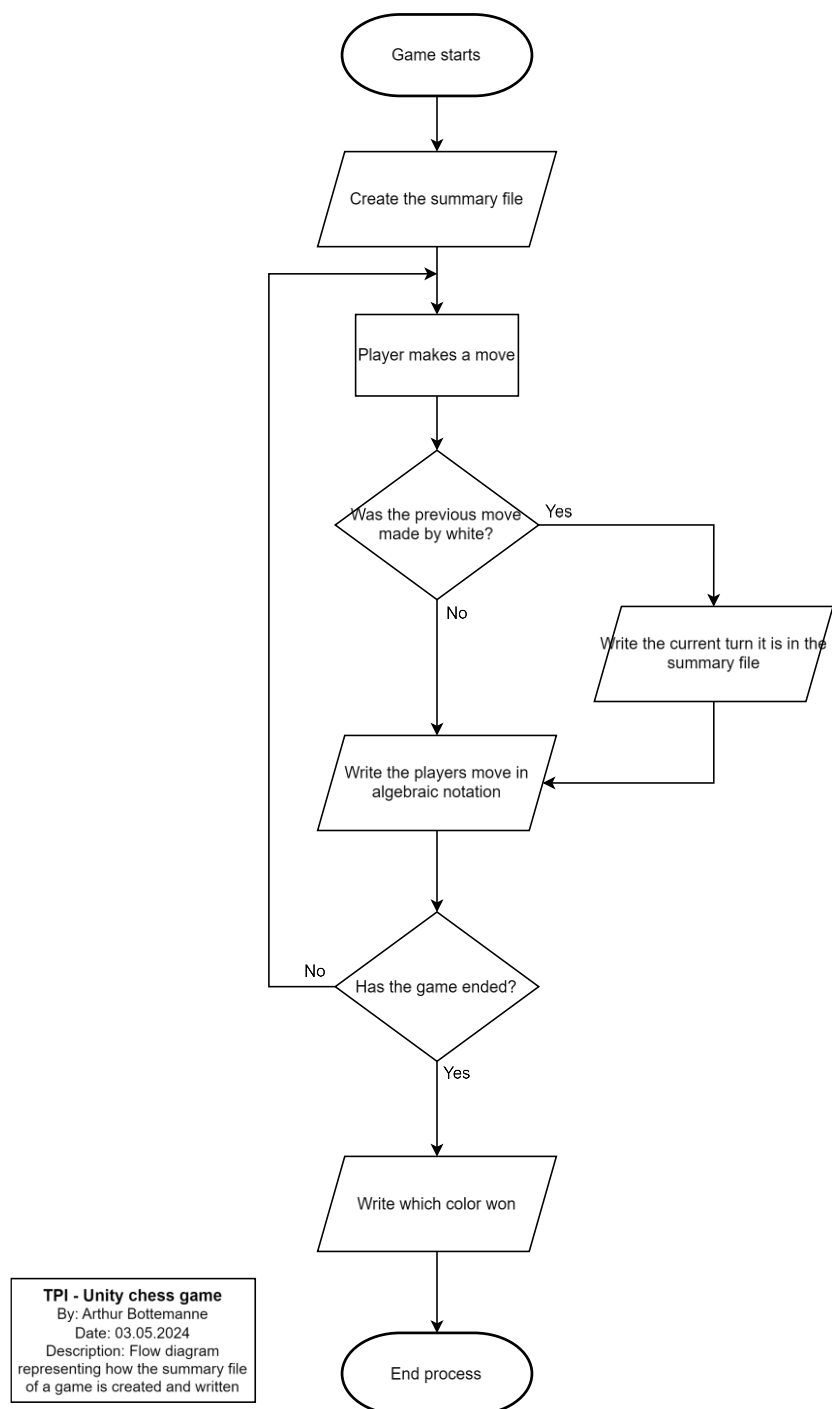 Game starts
Create the summary file
Player makes a move
Was the previous move
made by white?
Yes
No
Write the current turn it is in the
summary file
Write the players move in
algebraic notation
Has the game ended?
No
Yes
Write which color won
End process
TPI - Unity chess game
By: Arthur Bottemanne
Date: 03.05.2024
Description: Flow diagram
representing how the summary file
of a game is created and written